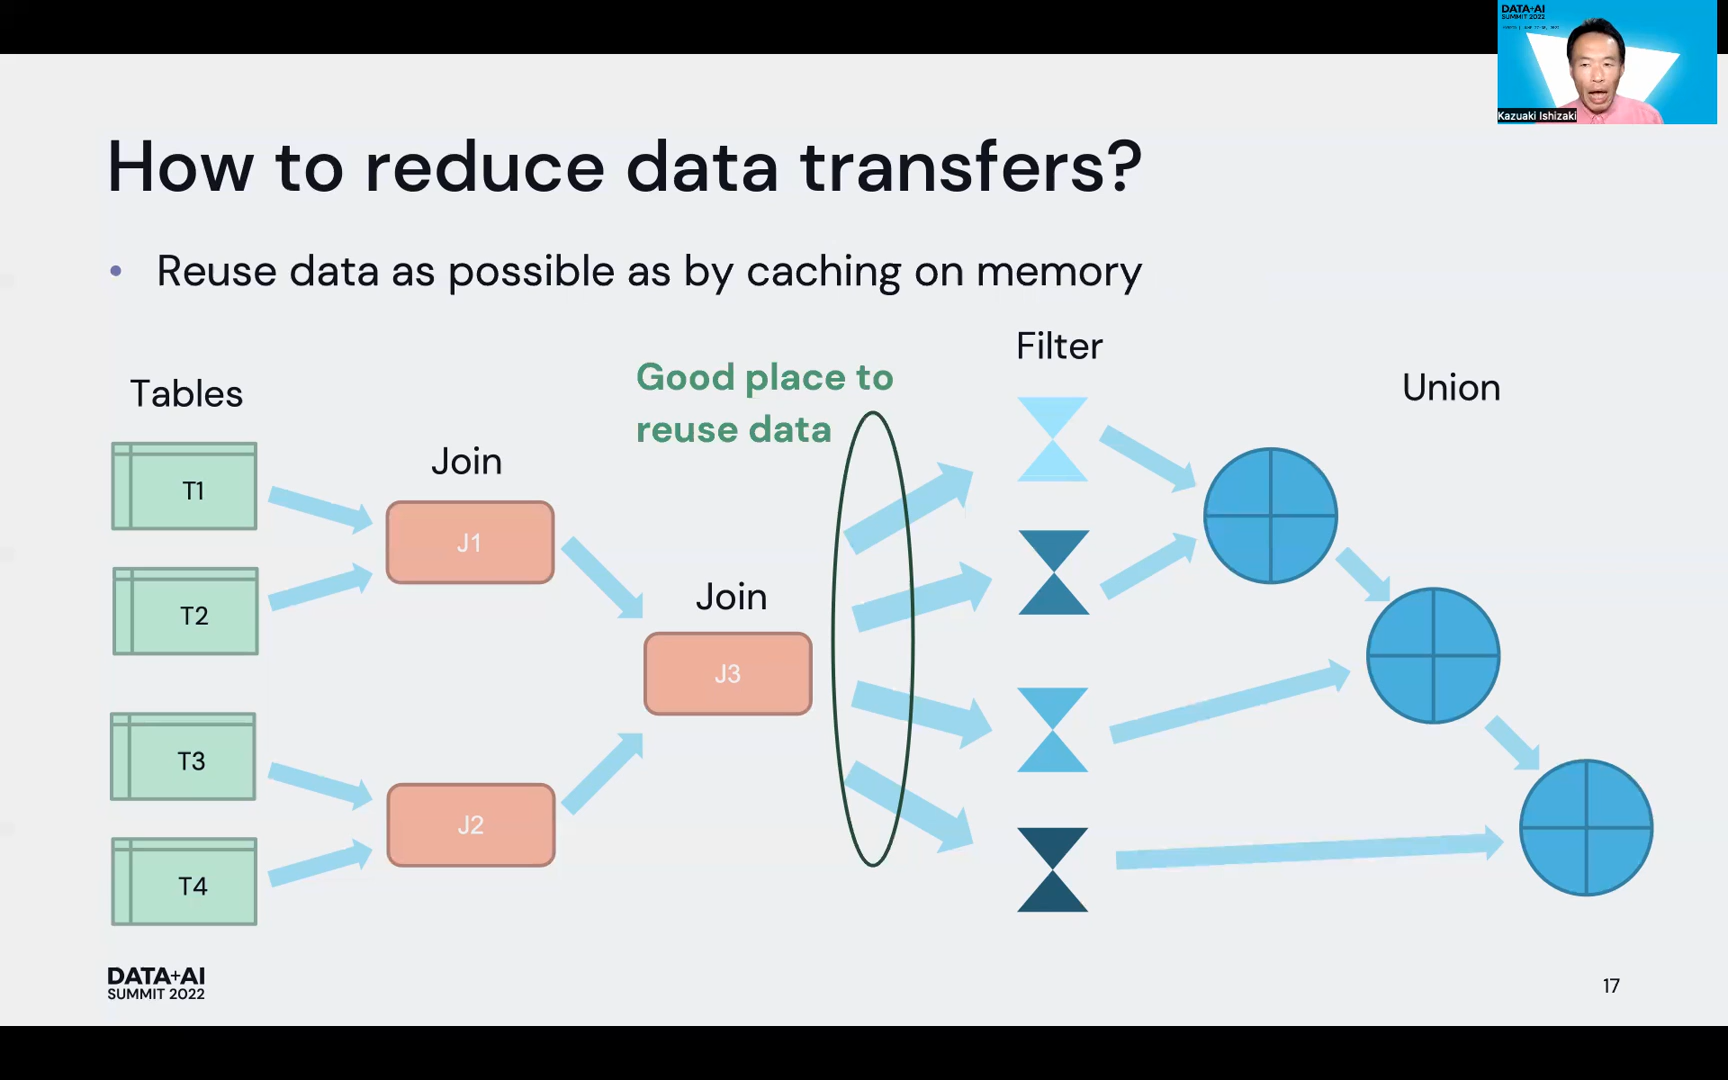 DATA+AI
SUMMIT 2022
Kazuaki Ishizaki
How to reduce data transfers?
• Reuse data as possible as by caching on memory
Filter
Good place to
reuse data
Tables
Union
Join
T1
J1
T2
Join
J3
T3
J2
T4
DATA+AI
SUMMIT 2022
17